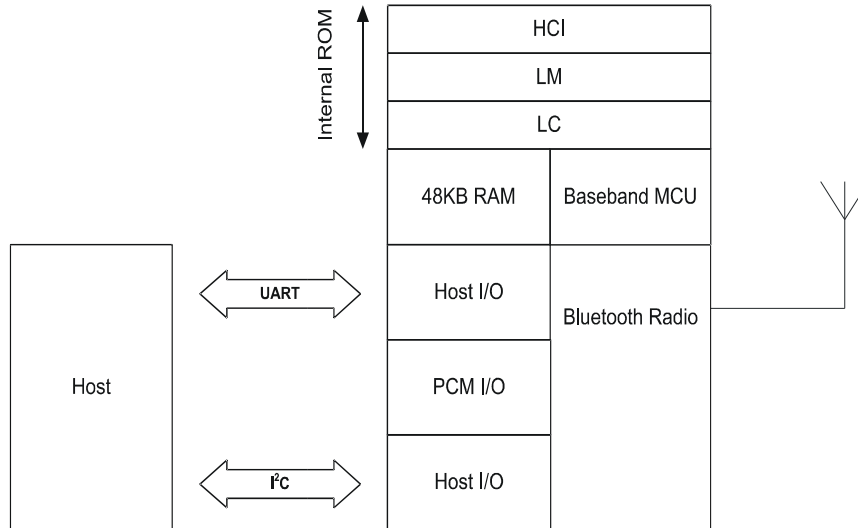 Internal ROM
HCI
LM
LC
48KB RAM
Baseband MCU
UART
Host I/O
Bluetooth Radio
Host
PCM I/O
I²C
Host I/O